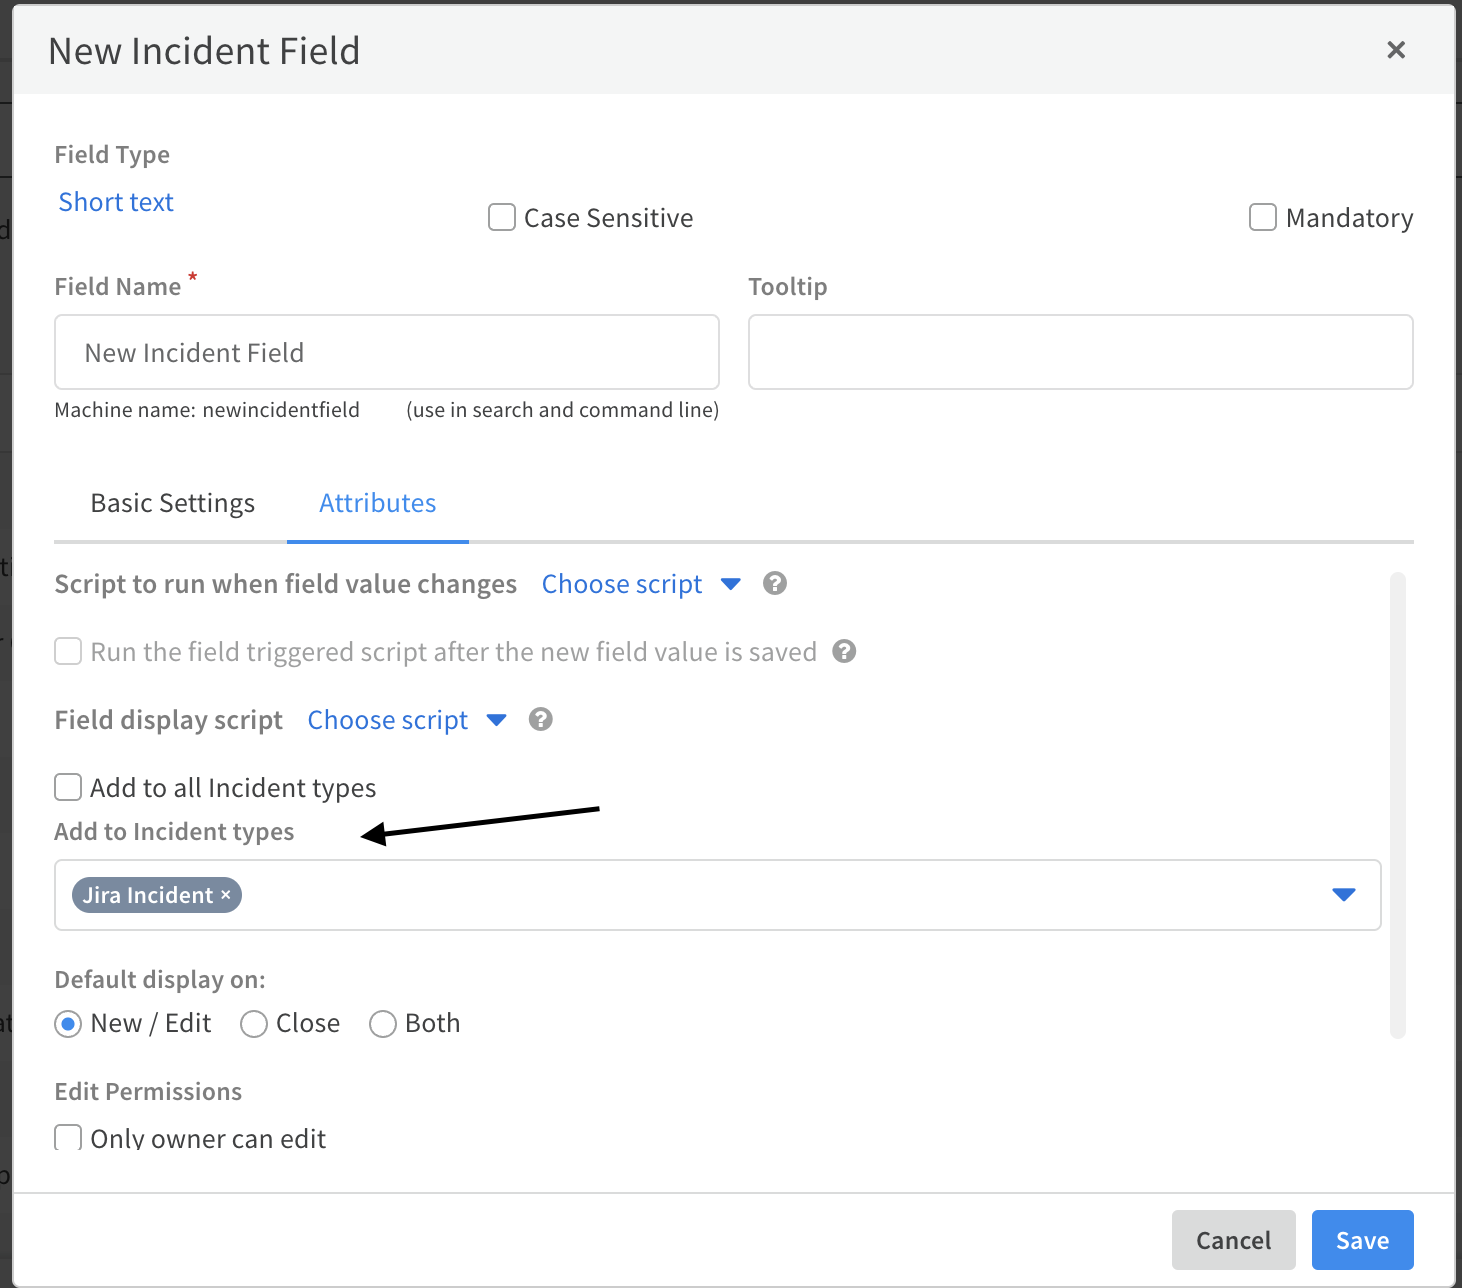 New Incident Field
×
Field Type
Short text
Case Sensitive
Mandatory
Field Name *
Tooltip
New Incident Field
Machine name: newincidentfield (use in search and command line)
Basic Settings
Attributes
Script to run when field value changes Choose script ?
Run the field triggered script after the new field value is saved ?
Field display script Choose script ?
Add to all Incident types
Add to Incident types
Jira Incident ×
Default display on:
New / Edit Close Both
Edit Permissions
Only owner can edit
Cancel Save